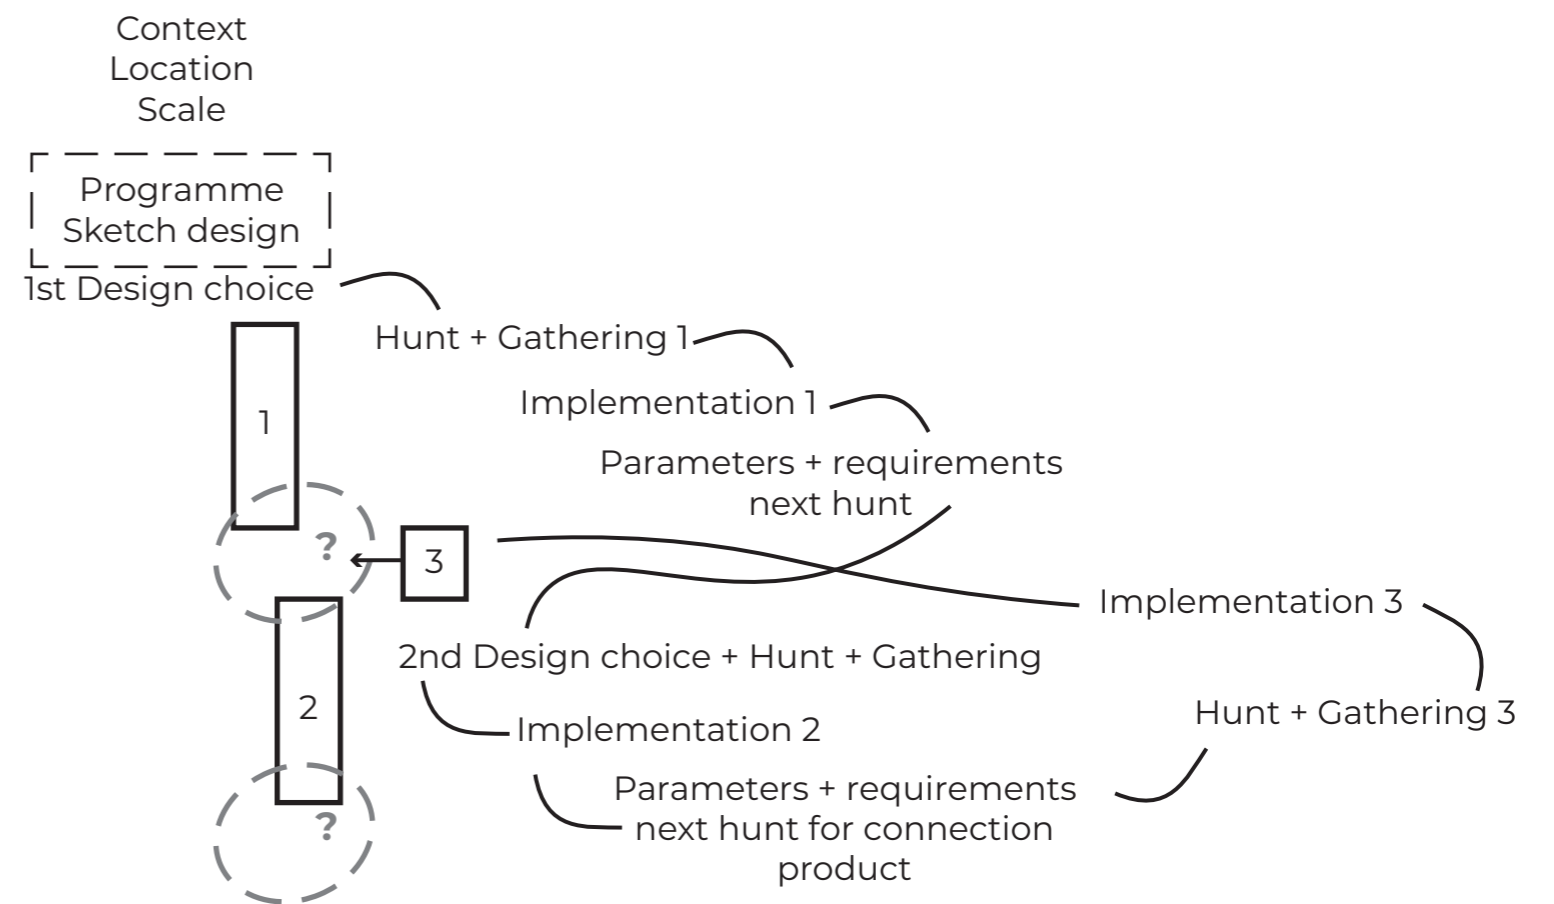 Context
Location
Scale
Programme
Sketch design
1st Design choice
Hunt + Gathering 1
Implementation 1
1
Parameters + requirements
next hunt
?
3
Implementation 3
2nd Design choice + Hunt + Gathering
2
Implementation 2
Hunt + Gathering 3
Parameters + requirements
next hunt for connection
product
?